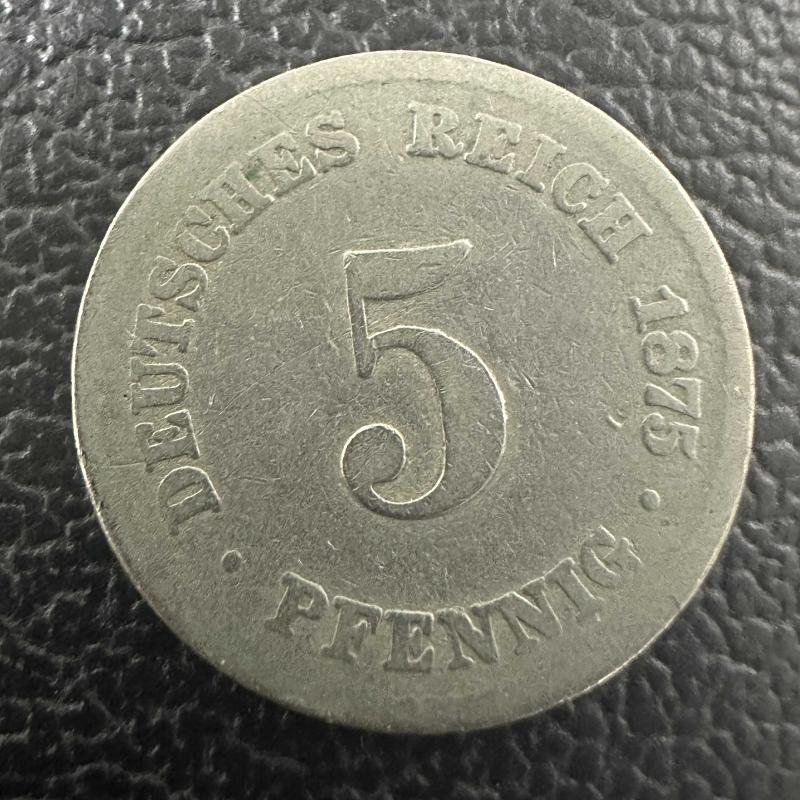 DEUTSCHES REICH 1875
5
• PFENNIG •